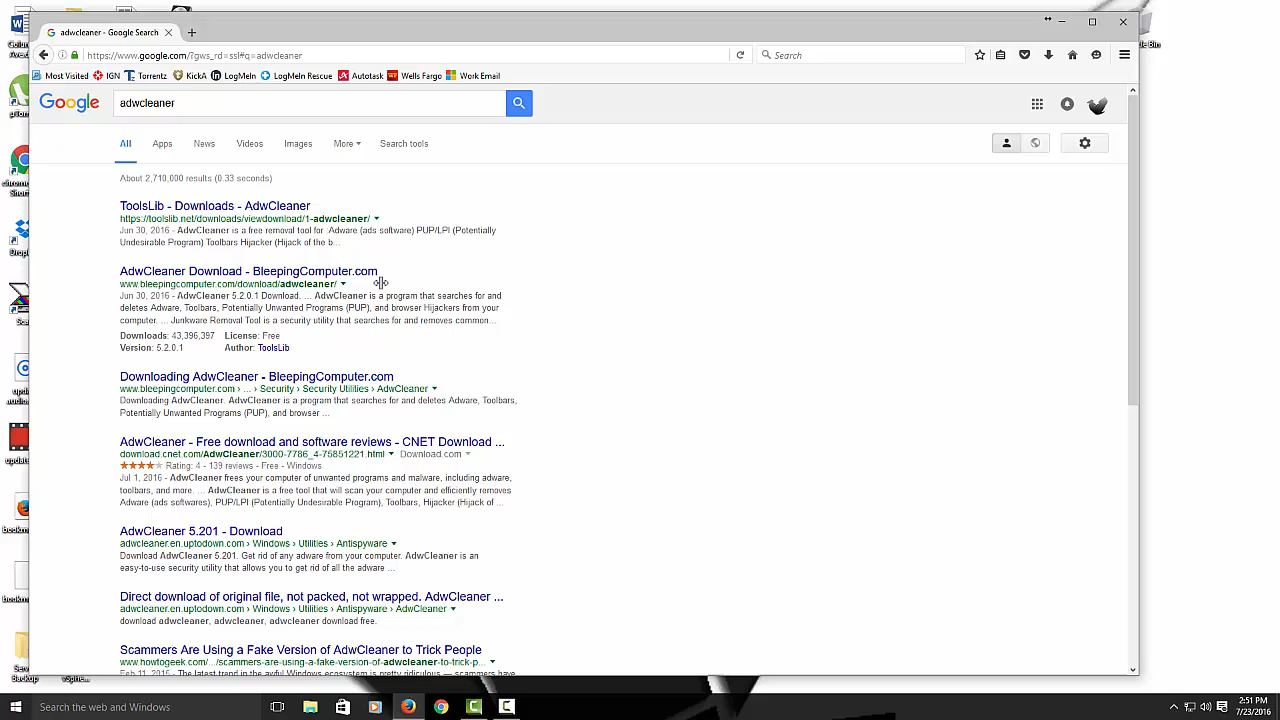 adwcleaner - Google Search
https://www.google.com/?gws_rd=ssl#q=adwcleaner
Search
Most Visited IGN Torrentz KickA LogMeIn LogMeIn Rescue Autotask Wells Fargo Work Email
Google adwcleaner
All Apps News Videos Images More Search tools
About 2,710,000 results (0.33 seconds)
ToolsLib - Downloads - AdwCleaner
https://toolslib.net/downloads/viewdownload/1-adwcleaner/
Jun 30, 2016 - AdwCleaner is a free removal tool for :Adware (ads software) PUP/LPI (Potentially
Undesirable Program) Toolbars Hijacker (Hijack of the b...
AdwCleaner Download - BleepingComputer.com
www.bleepingcomputer.com/download/adwcleaner/
Jun 30, 2016 - AdwCleaner 5.2.0.1 Download. ... AdwCleaner is a program that searches for and
deletes Adware, Toolbars, Potentially Unwanted Programs (PUP), and browser Hijackers from your
computer. ... Junkware Removal Tool is a security utility that searches for and removes common...
Downloads: 43,396,397 License: Free
Version: 5.2.0.1 Author: ToolsLib
Downloading AdwCleaner - BleepingComputer.com
www.bleepingcomputer.com › ... › Security › Security Utilities › AdwCleaner
Downloading AdwCleaner. AdwCleaner is a program that searches for and deletes Adware, Toolbars,
Potentially Unwanted Programs (PUP), and browser ...
AdwCleaner - Free download and software reviews - CNET Download ...
download.cnet.com/AdwCleaner/3000-7786_4-75851221.html Download.com
Rating: 4 - 139 reviews - Free - Windows
Jul 1, 2016 - AdwCleaner frees your computer of unwanted programs and malware, including adware,
toolbars, and more. ... AdwCleaner is a free tool that will scan your computer and efficiently removes
Adware (ads softwares), PUP/LPI (Potentially Undesirable Program), Toolbars, Hijacker (Hijack of ...
AdwCleaner 5.201 - Download
adwcleaner.en.uptodown.com › Windows › Utilities › Antispyware
Download AdwCleaner 5.201. Get rid of any adware from your computer. AdwCleaner is an
easy-to-use security utility that allows you to get rid of all the adware ...
Direct download of original file, not packed, not wrapped. AdwCleaner ...
adwcleaner.en.uptodown.com › Windows › Utilities › Antispyware › AdwCleaner
download adwcleaner, adwcleaner, adwcleaner download free.
Scammers Are Using a Fake Version of AdwCleaner to Trick People
www.howtogeek.com/.../scammers-are-using-a-fake-version-of-adwcleaner-to-trick-p...
Feb 11, 2015 - The latest trend in the awful Windows ecosystem is pretty ridiculous — scammers have
Search the web and Windows
2:51 PM
7/23/2016